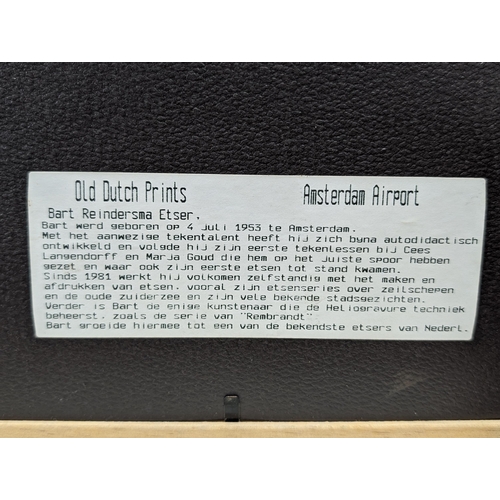 Old Dutch Prints Amsterdam Airport
Bart Reindersma Etser.
Bart werd geboren op 4 juli 1953 te Amsterdam.
Met het aanwezige tekentalent heeft hij zich byna autodidactisch
ontwikkeld en volgde hij zijn eerste tekenlessen bij Cees
Langendorff en Marja Goud die hem op het Juiste spoor hebben
gezet en waar ook zijn eerste etsen tot stand kwamen.
Sinds 1981 werkt hij volkomen zelfstandig met het maken en
afdrukken van etsen, vooral zijn etsenseries over zeilschepen
en de oude zuiderzee en zijn vele bekende stadsgezichten.
Verder is Bart de enige kunstenaar die de Heliogravure techniek
beheerst, zoals de serie van "Rembrandt"
Bart groeide hiermee tot een van de bekendste etsers van Nederl.